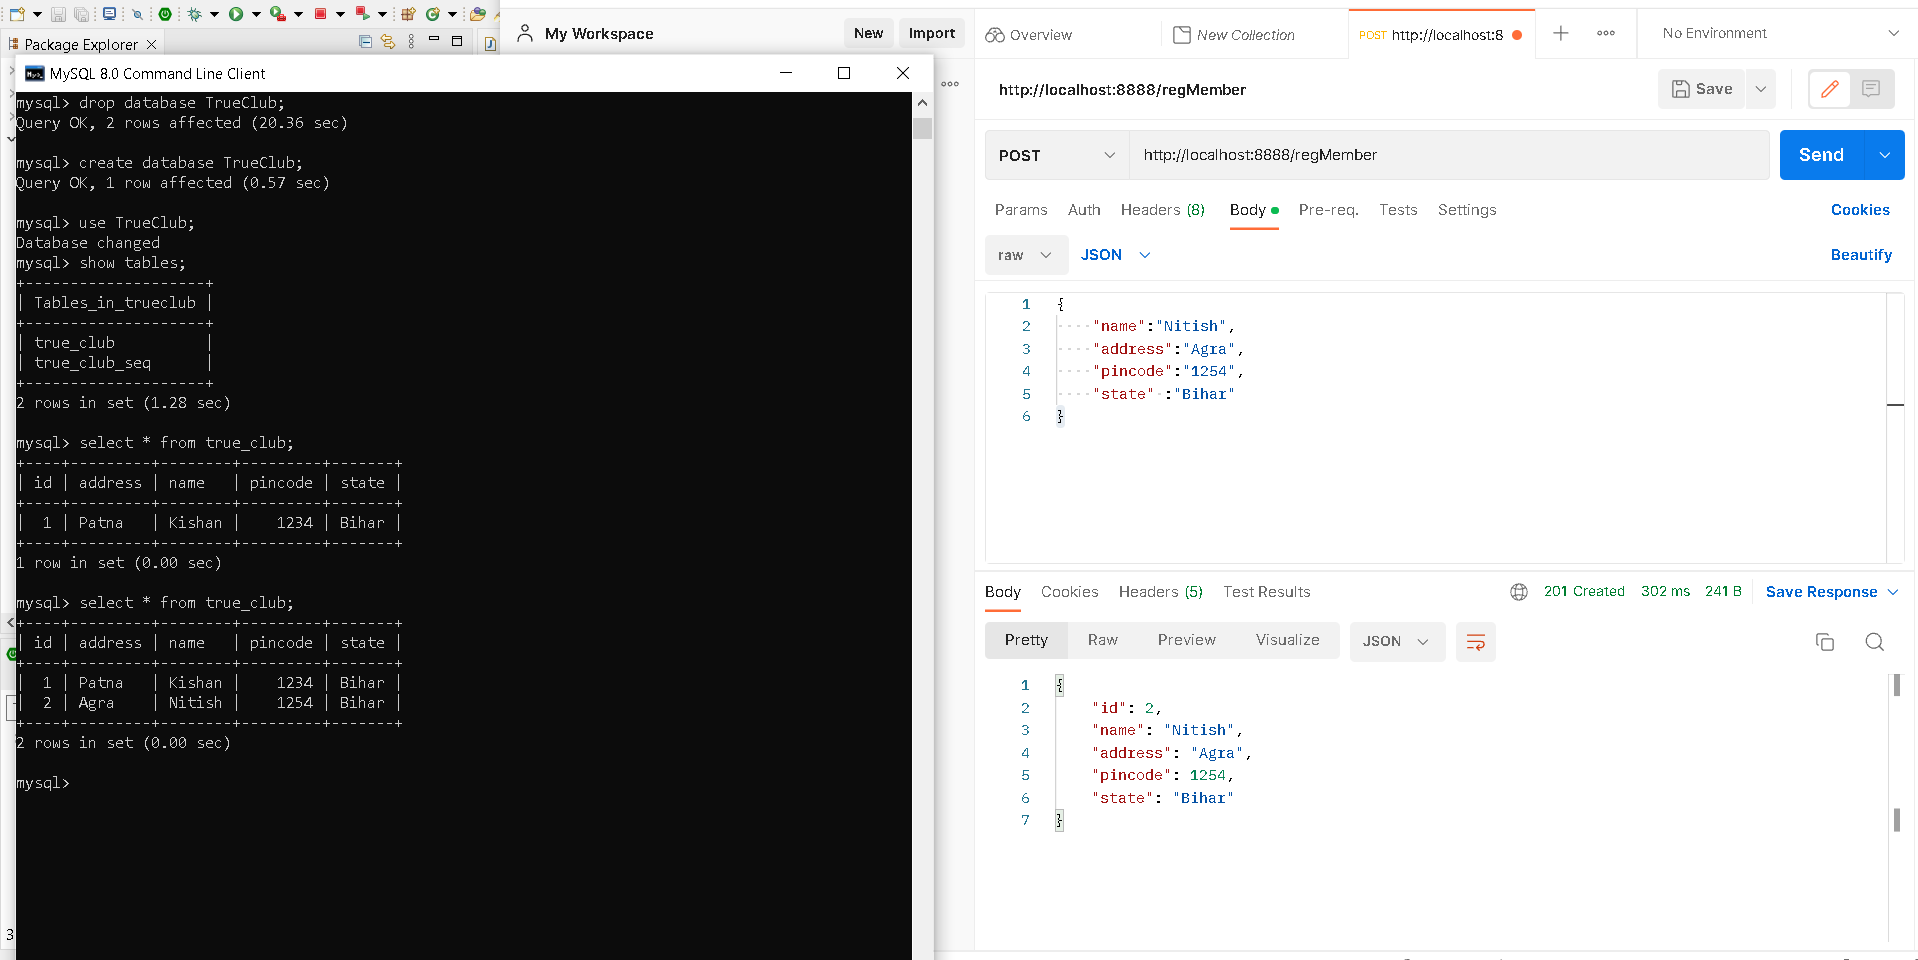 Package Explorer
MySQL 8.0 Command Line Client
mysql> drop database TrueClub;
Query OK, 2 rows affected (20.36 sec)
mysql> create database TrueClub;
Query OK, 1 row affected (0.57 sec)
mysql> use TrueClub;
Database changed
mysql> show tables;
+--------------------+
| Tables_in_trueclub |
+--------------------+
| true_club          |
| true_club_seq      |
+--------------------+
2 rows in set (1.28 sec)
mysql> select * from true_club;
+----+---------+--------+---------+-------+
| id | address | name   | pincode | state |
+----+---------+--------+---------+-------+
|  1 | Patna   | Kishan |    1234 | Bihar |
+----+---------+--------+---------+-------+
1 row in set (0.00 sec)
mysql> select * from true_club;
+----+---------+--------+---------+-------+
| id | address | name   | pincode | state |
+----+---------+--------+---------+-------+
|  1 | Patna   | Kishan |    1234 | Bihar |
|  2 | Agra    | Nitish |    1254 | Bihar |
+----+---------+--------+---------+-------+
2 rows in set (0.00 sec)
mysql>
3
My Workspace New Import
Overview New Collection POST http://localhost:8 No Environment
http://localhost:8888/regMember Save
POST http://localhost:8888/regMember Send
Params Auth Headers (8) Body Pre-req. Tests Settings Cookies
raw JSON Beautify
1 {
2 "name":"Nitish",
3 "address":"Agra",
4 "pincode":"1254",
5 "state" :"Bihar"
6 }
Body Cookies Headers (5) Test Results 201 Created 302 ms 241 B Save Response
Pretty Raw Preview Visualize JSON
1 {
2 "id": 2,
3 "name": "Nitish",
4 "address": "Agra",
5 "pincode": 1254,
6 "state": "Bihar"
7 }